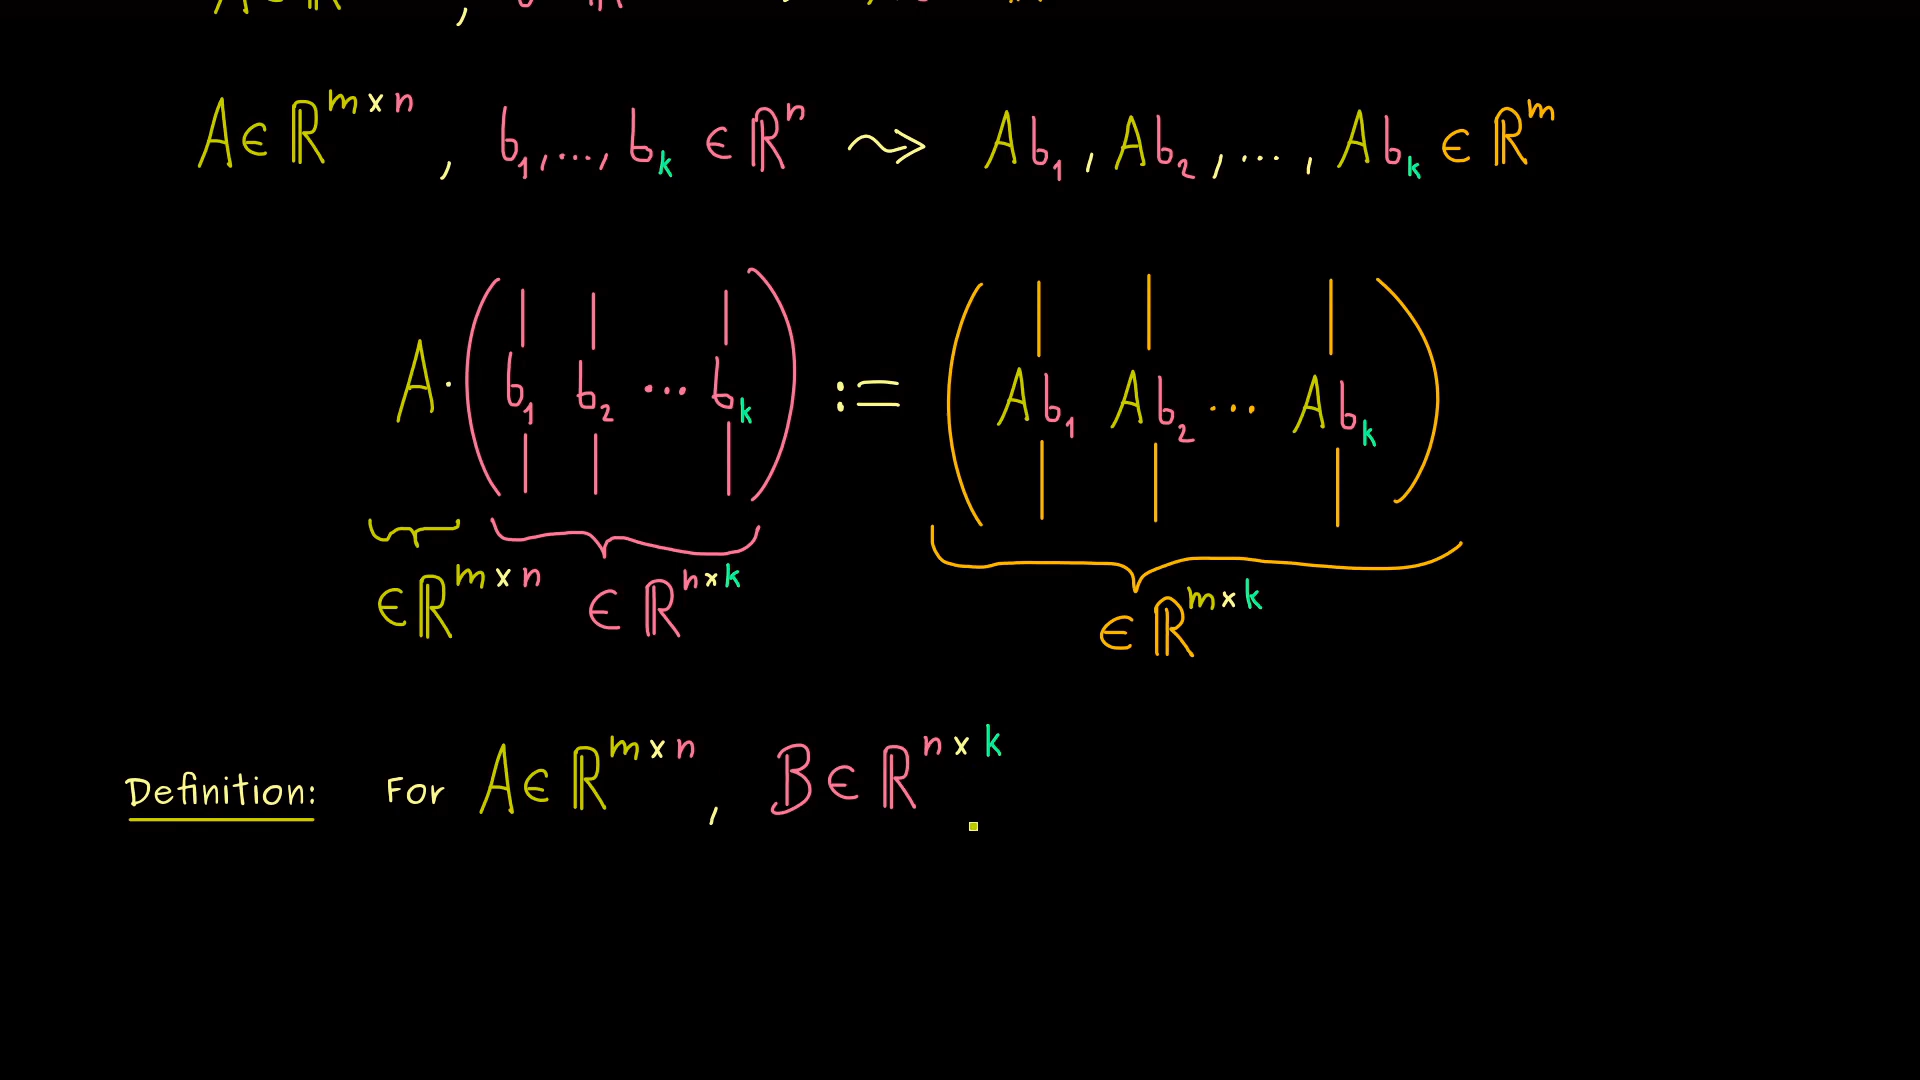 A ∈ ℝ^{m×n} , b_1, ..., b_k ∈ ℝ^n ⇝ Ab_1 , Ab_2 , ... , Ab_k ∈ ℝ^m
A · ( b_1 b_2 ... b_k ) := ( Ab_1 Ab_2 ... Ab_k )
∈ ℝ^{m×n} ∈ ℝ^{n×k} ∈ ℝ^{m×k}
Definition: For A ∈ ℝ^{m×n} , B ∈ ℝ^{n×k}